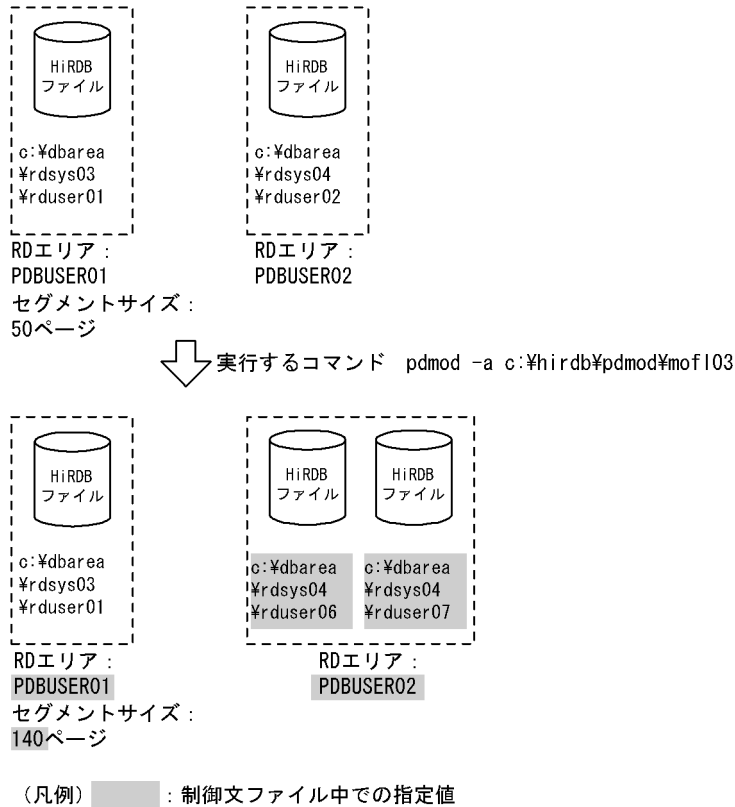 HiRDB
ファイル
c:¥dbarea
¥rdsys03
¥rduser01
RDエリア：
PDBUSER01
セグメントサイズ：
50ページ
HiRDB
ファイル
c:¥dbarea
¥rdsys04
¥rduser02
RDエリア：
PDBUSER02
実行するコマンド　pdmod -a c:¥hirdb¥pdmod¥mofl03
HiRDB
ファイル
c:¥dbarea
¥rdsys03
¥rduser01
RDエリア：
PDBUSER01
セグメントサイズ：
140ページ
HiRDB
ファイル
c:¥dbarea
¥rdsys04
¥rduser06
HiRDB
ファイル
c:¥dbarea
¥rdsys04
¥rduser07
RDエリア：
PDBUSER02
（凡例）　：制御文ファイル中での指定値